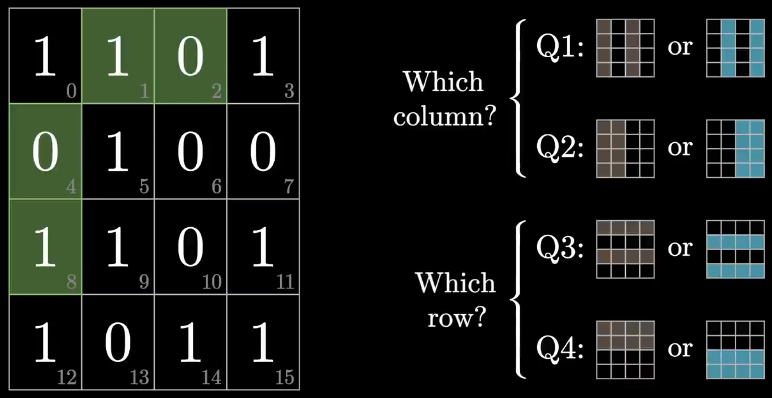 1 1 0 1
0 1 2 3
0 1 0 0
4 5 6 7
1 1 0 1
8 9 10 11
1 0 1 1
12 13 14 15
Which
column?
Q1: or
Q2: or
Which
row?
Q3: or
Q4: or